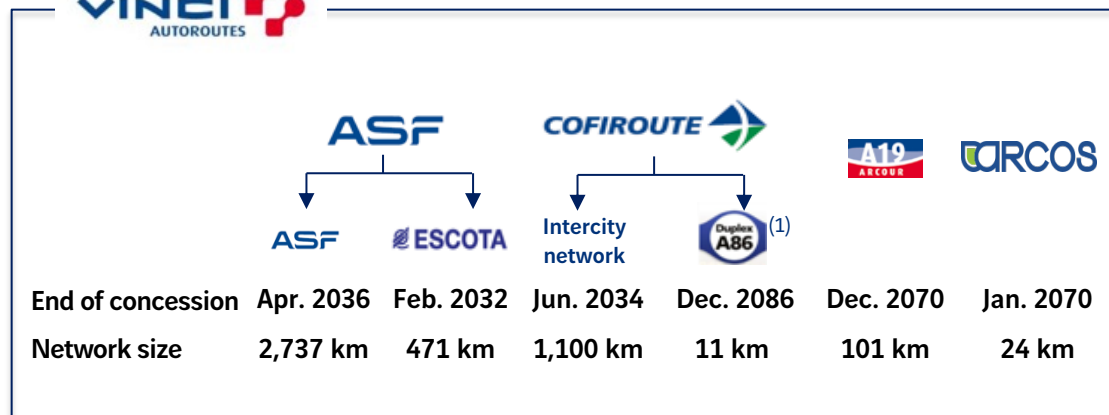 VINCI
AUTOROUTES
ASF
COFIROUTE
A19
ARCOUR
ARCOS
ASF
ESCOTA
Intercity
network
Duplex
A86
(1)
End of concession Apr. 2036 Feb. 2032 Jun. 2034 Dec. 2086 Dec. 2070 Jan. 2070
Network size 2,737 km 471 km 1,100 km 11 km 101 km 24 km